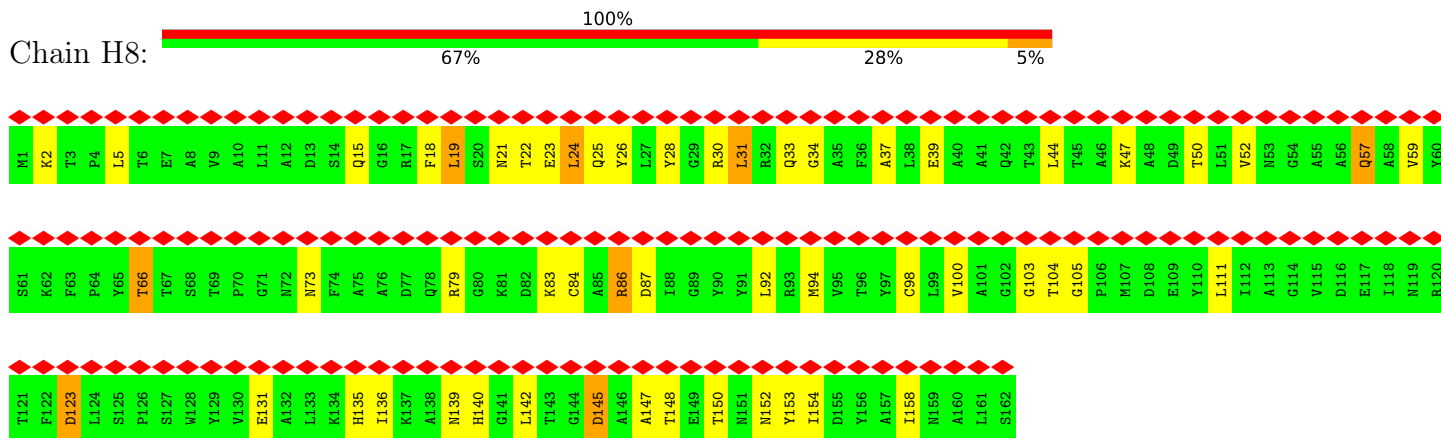 100%
Chain H8:
67% 28% 5%
M1 K2 T3 P4 L5 T6 E7 A8 V9 A10 L11 A12 D13 S14 Q15 G16 R17 F18 L19 S20 N21 T22 E23 L24 Q25 Y26 L27 Y28 G29 R30 L31 R32 Q33 G34 A35 F36 A37 L38 E39 A40 A41 Q42 T43 L44 T45 A46 K47 A48 D49 T50 L51 V52 N53 G54 A55 A56 Q57 A58 V59 Y60
S61 K62 F63 P64 Y65 T66 T67 S68 T69 P70 G71 N72 N73 F74 A75 A76 D77 Q78 R79 G80 K81 D82 K83 C84 A85 R86 D87 I88 G89 Y90 Y91 L92 R93 M94 V95 T96 Y97 C98 L99 V100 A101 G102 G103 T104 G105 P106 M107 D108 E109 Y110 L111 I112 A113 G114 V115 D116 E117 I118 N119 R120
T121 F122 D123 L124 S125 P126 S127 W128 Y129 V130 E131 A132 L133 K134 H135 I136 K137 A138 N139 H140 G141 L142 T143 G144 D145 A146 A147 T148 E149 T150 N151 N152 Y153 I154 D155 Y156 A157 I158 N159 A160 L161 S162